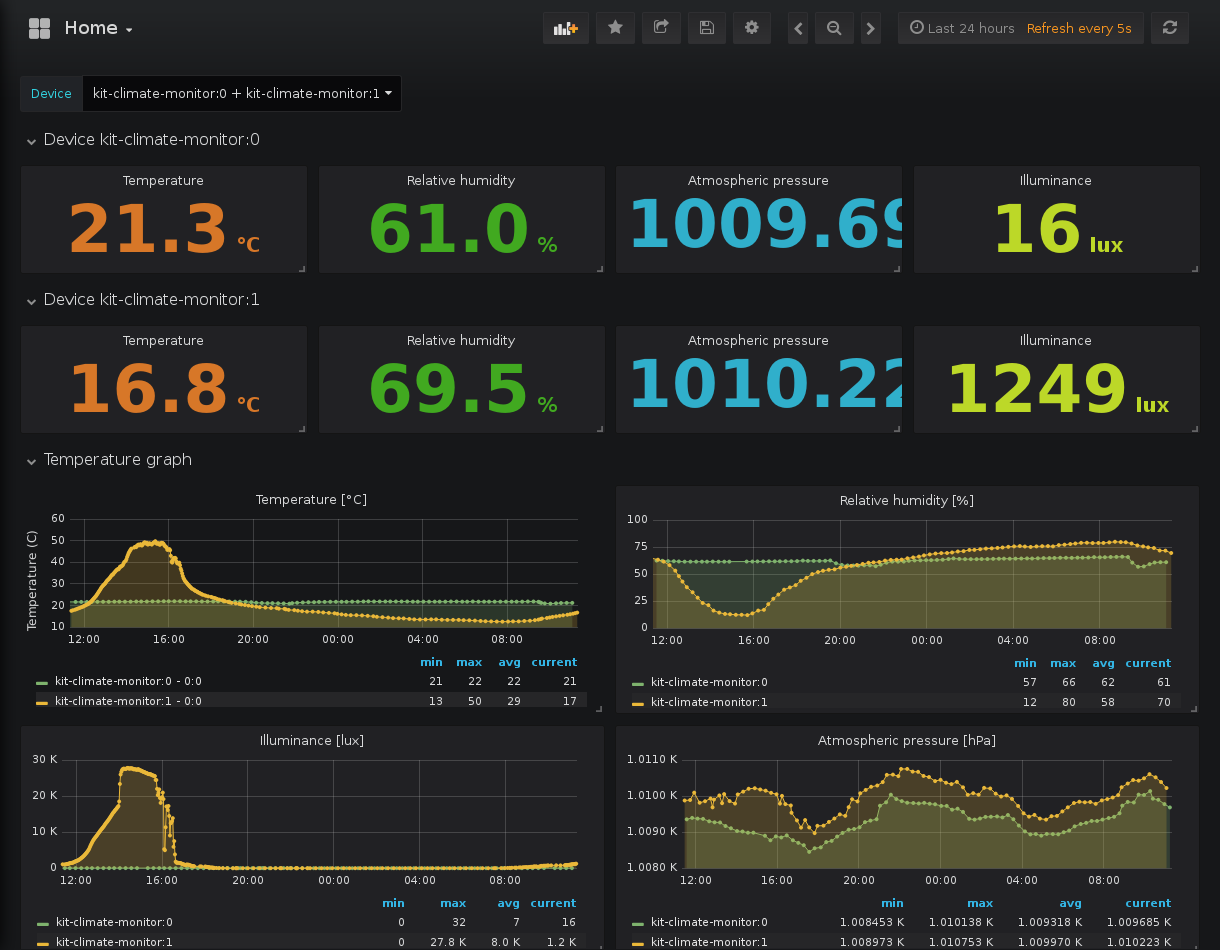 Home
Last 24 hours Refresh every 5s
Device kit-climate-monitor:0 + kit-climate-monitor:1
Device kit-climate-monitor:0
Temperature
21.3 °C
Relative humidity
61.0 %
Atmospheric pressure
1009.69
Illuminance
16 lux
Device kit-climate-monitor:1
Temperature
16.8 °C
Relative humidity
69.5 %
Atmospheric pressure
1010.22
Illuminance
1249 lux
Temperature graph
Temperature [°C]
Temperature (C)
60
50
40
30
20
10
12:00 16:00 20:00 00:00 04:00 08:00
min max avg current
kit-climate-monitor:0 - 0:0 21 22 22 21
kit-climate-monitor:1 - 0:0 13 50 29 17
Relative humidity [%]
100
75
50
25
0
12:00 16:00 20:00 00:00 04:00 08:00
min max avg current
kit-climate-monitor:0 57 66 62 61
kit-climate-monitor:1 12 80 58 70
Illuminance [lux]
30 K
20 K
10 K
0
12:00 16:00 20:00 00:00 04:00 08:00
min max avg current
kit-climate-monitor:0 0 32 7 16
kit-climate-monitor:1 0 27.8 K 8.0 K 1.2 K
Atmospheric pressure [hPa]
1.0110 K
1.0100 K
1.0090 K
1.0080 K
12:00 16:00 20:00 00:00 04:00 08:00
min max avg current
kit-climate-monitor:0 1.008453 K 1.010138 K 1.009318 K 1.009685 K
kit-climate-monitor:1 1.008973 K 1.010753 K 1.009970 K 1.010223 K